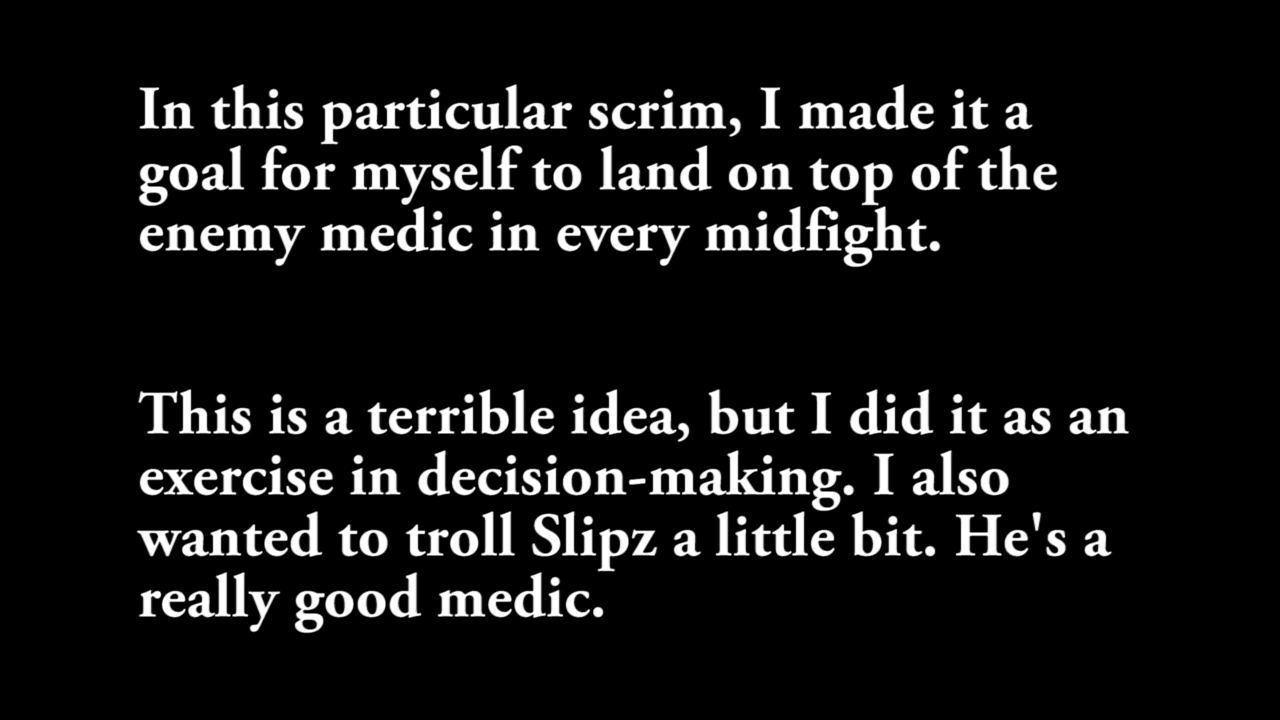 In this particular scrim, I made it a
goal for myself to land on top of the
enemy medic in every midfight.
This is a terrible idea, but I did it as an
exercise in decision-making. I also
wanted to troll Slipz a little bit. He's a
really good medic.